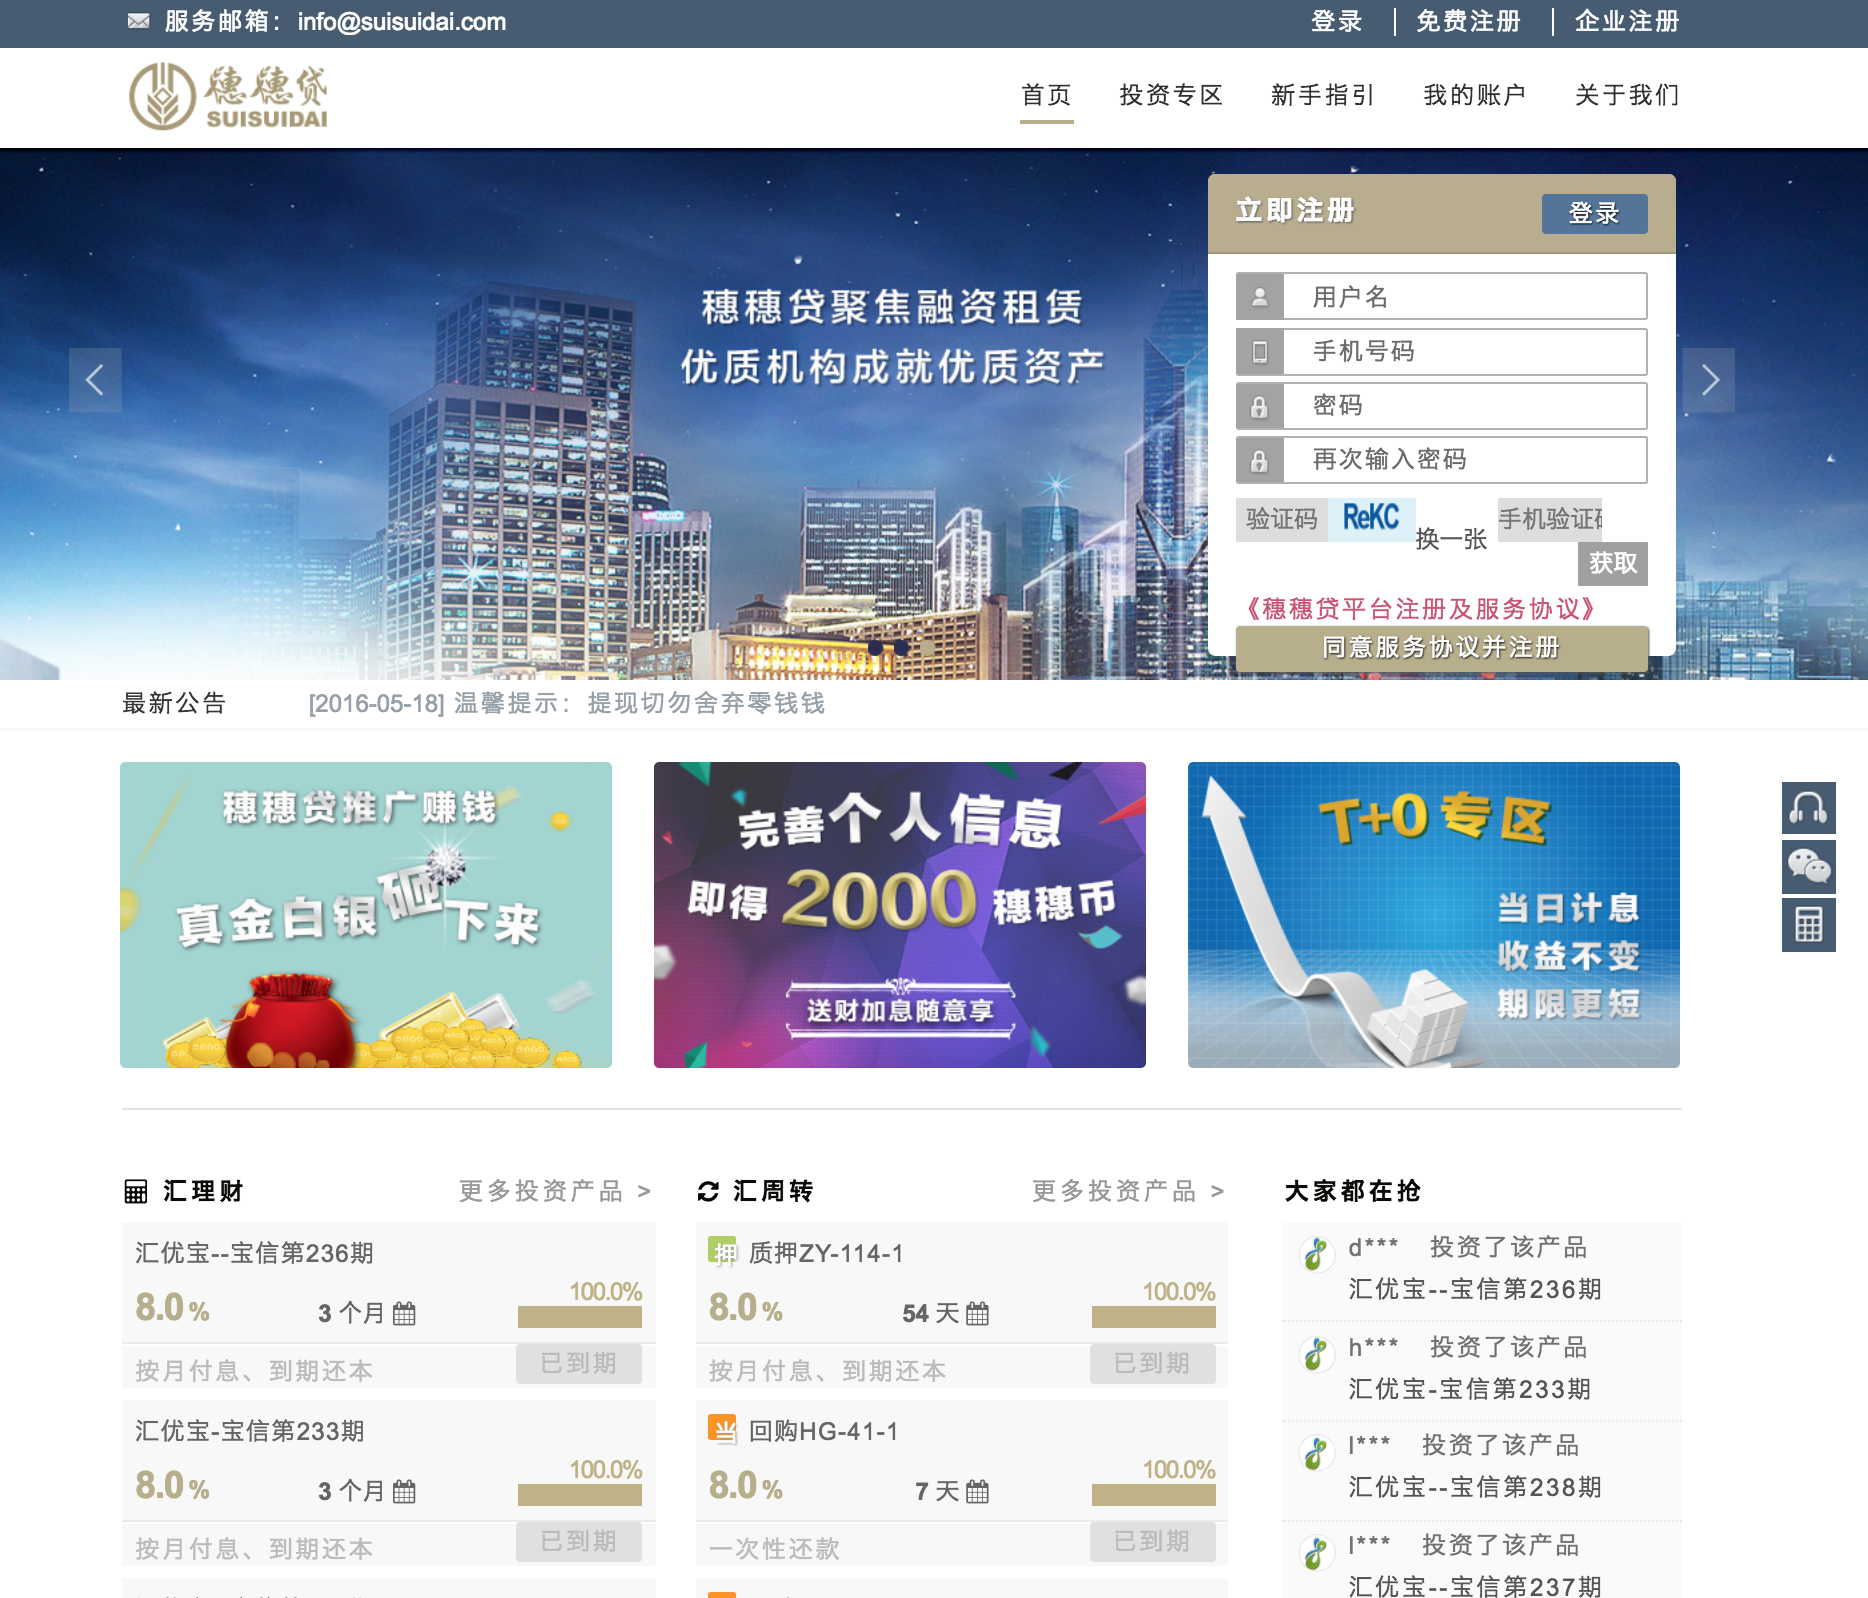 服务邮箱：info@suisuidai.com
登录
免费注册
企业注册
穗穗贷
SUISUIDAI
首页
投资专区
新手指引
我的账户
关于我们
穗穗贷聚焦融资租赁
优质机构成就优质资产
立即注册
登录
用户名
手机号码
密码
再次输入密码
验证码
ReKC
换一张
手机验证
获取
《穗穗贷平台注册及服务协议》
同意服务协议并注册
最新公告
[2016-05-18] 温馨提示：提现切勿舍弃零钱钱
穗穗贷推广赚钱
真金白银砸下来
完善个人信息
即得2000穗穗币
送财加息随意享
T+0专区
当日计息
收益不变
期限更短
汇理财
更多投资产品 >
汇优宝--宝信第236期
8.0%
3 个月
100.0%
按月付息、到期还本
已到期
汇优宝-宝信第233期
8.0%
3 个月
100.0%
按月付息、到期还本
已到期
汇周转
更多投资产品 >
押 质押ZY-114-1
8.0%
54 天
100.0%
按月付息、到期还本
已到期
当 回购HG-41-1
8.0%
7 天
100.0%
一次性还款
已到期
大家都在抢
d*** 投资了该产品
汇优宝--宝信第236期
h*** 投资了该产品
汇优宝-宝信第233期
l*** 投资了该产品
汇优宝--宝信第238期
l*** 投资了该产品
汇优宝--宝信第237期